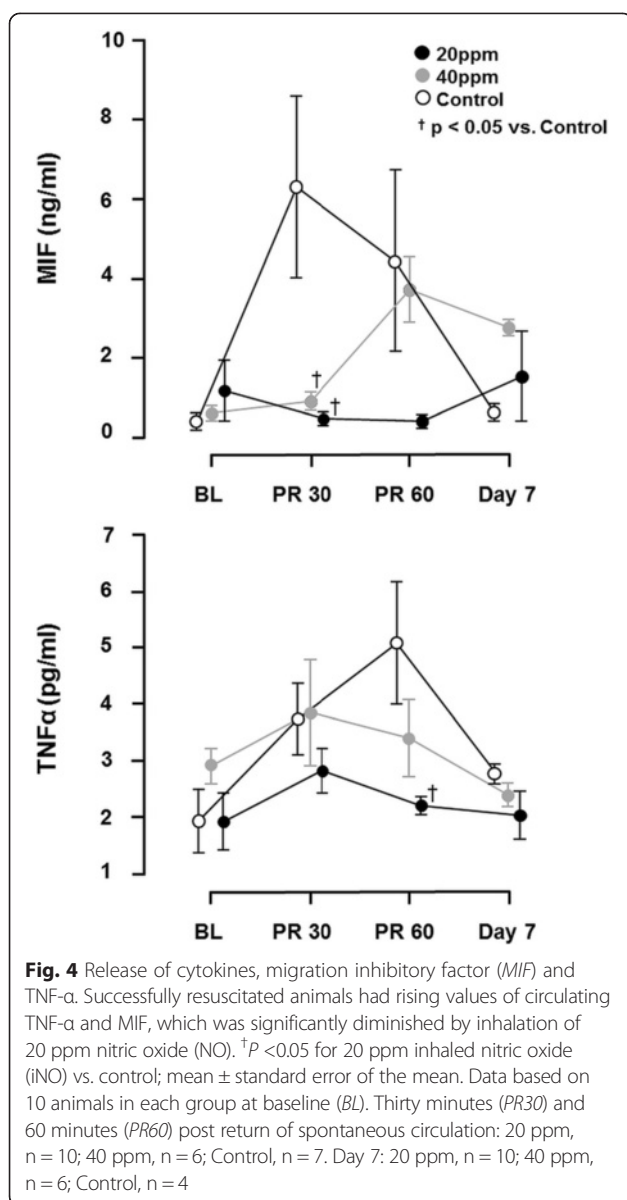 10
8
6
4
2
0
MIF (ng/ml)
20ppm
40ppm
Control
† p < 0.05 vs. Control
†
†
BL PR 30 PR 60 Day 7
7
6
5
4
3
2
1
TNFα (pg/ml)
†
BL PR 30 PR 60 Day 7
Fig. 4 Release of cytokines, migration inhibitory factor (MIF) and
TNF-α. Successfully resuscitated animals had rising values of circulating
TNF-α and MIF, which was significantly diminished by inhalation of
20 ppm nitric oxide (NO). †P <0.05 for 20 ppm inhaled nitric oxide
(iNO) vs. control; mean ± standard error of the mean. Data based on
10 animals in each group at baseline (BL). Thirty minutes (PR30) and
60 minutes (PR60) post return of spontaneous circulation: 20 ppm,
n = 10; 40 ppm, n = 6; Control, n = 7. Day 7: 20 ppm, n = 10; 40 ppm,
n = 6; Control, n = 4